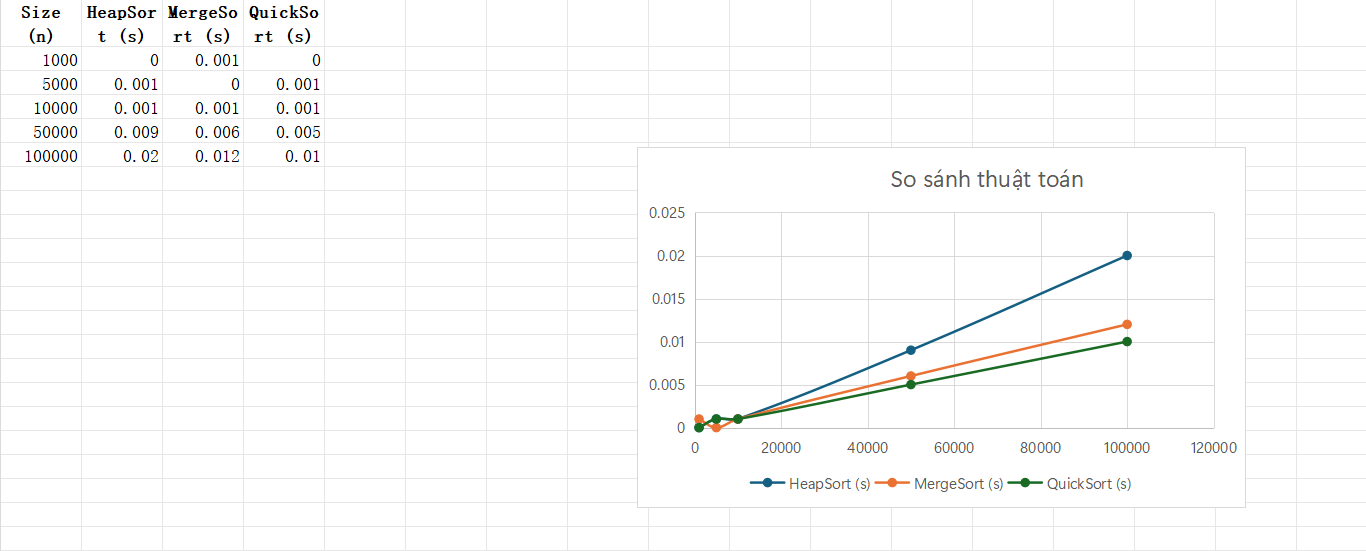 Size HeapSor MergeSo QuickSo
(n) t (s) rt (s) rt (s)
1000 0 0.001 0
5000 0.001 0 0.001
10000 0.001 0.001 0.001
50000 0.009 0.006 0.005
100000 0.02 0.012 0.01
So sánh thuật toán
0.025
0.02
0.015
0.01
0.005
0
0 20000 40000 60000 80000 100000 120000
HeapSort (s) MergeSort (s) QuickSort (s)